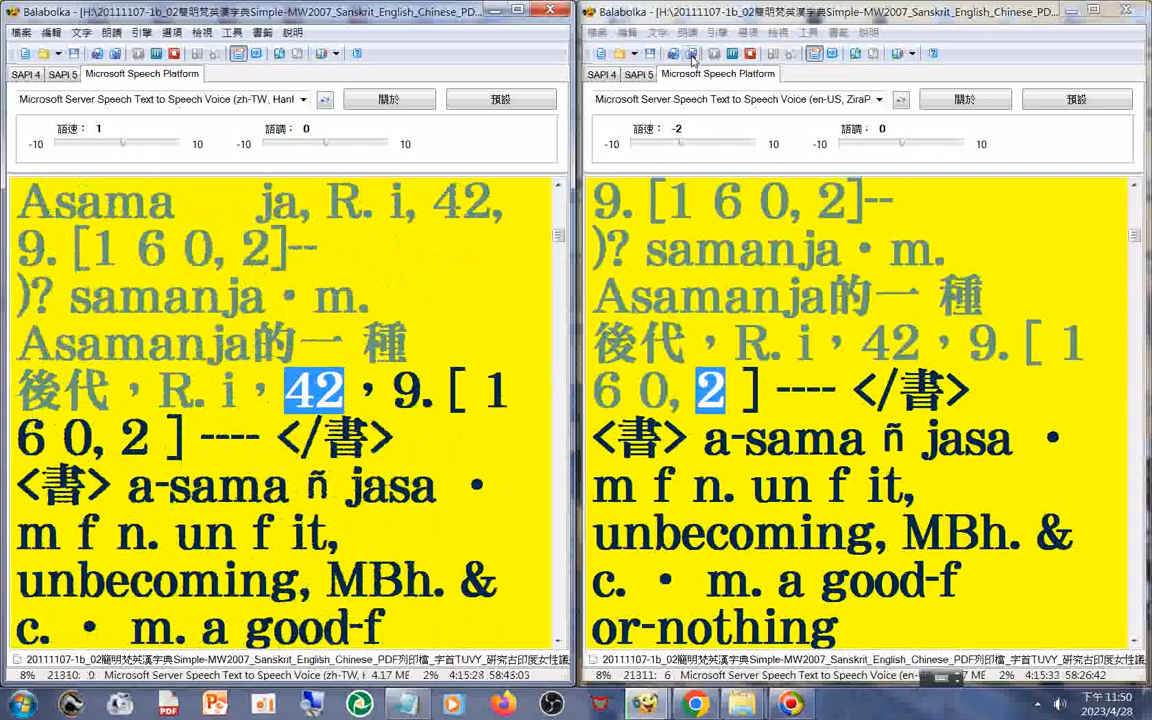 Balabolka - [H:\20111107-1b_02簡明梵英漢字典Simple-MW2007_Sanskrit_English_Chinese_PD...
檔案 編輯 文字 朗讀 引擎 選項 檢視 工具 書籤 說明
SAPI 4 SAPI 5 Microsoft Speech Platform
Microsoft Server Speech Text to Speech Voice (zh-TW, HanH
關於 預設
語速： 1 語調： 0
-10 10 -10 10
Asama ja, R. i, 42,
9. [1 6 0, 2]--
)? samanja • m.
Asamanja的一 種
後代，R. i，42，9. [ 1
6 0, 2 ] ---- </書>
<書> a-sama ñ jasa •
m f n. un f it,
unbecoming, MBh. &
c. • m. a good-f
20111107-1b_02簡明梵英漢字典Simple-MW2007_Sanskrit_English_Chinese_PDF列印檔_字首TUVY_研究古印度女性議
8% 21310: 0 Microsoft Server Speech Text to Speech Voice (zh-TW, H 4.17 ME 2% 4:15:28 58:46:03
Balabolka - [H:\20111107-1b_02簡明梵英漢字典Simple-MW2007_Sanskrit_English_Chinese_PD...
檔案 編輯 文字 朗讀 引擎 選項 檢視 工具 書籤 說明
SAPI 4 SAPI 5 Microsoft Speech Platform
Microsoft Server Speech Text to Speech Voice (en-US, ZiraP
關於 預設
語速： -2 語調： 0
-10 10 -10 10
9. [1 6 0, 2]--
)? samanja • m.
Asamanja的一 種
後代，R. i，42，9. [ 1
6 0, 2 ] ---- </書>
<書> a-sama ñ jasa •
m f n. un f it,
unbecoming, MBh. &
c. • m. a good-f
or-nothing
20111107-1b_02簡明梵英漢字典Simple-MW2007_Sanskrit_English_Chinese_PDF列印檔_字首TUVY_研究古印度女性議
8% 21311: 6 Microsoft Server Speech Text to Speech Voice (en-U 2% 4:15:33 58:26:42
下午 11:50
2023/4/28